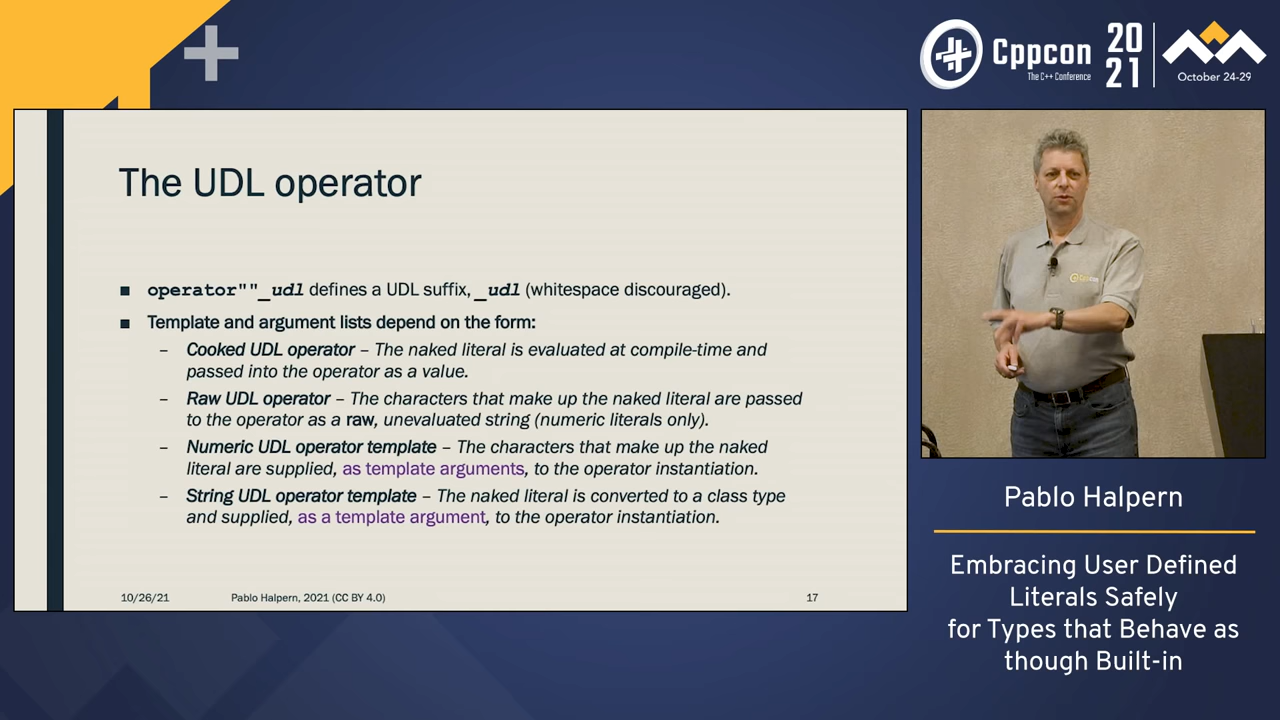 Cppcon
The C++ Conference
20
21
October 24-29
The UDL operator
■ operator""_udl defines a UDL suffix, _udl (whitespace discouraged).
■ Template and argument lists depend on the form:
– Cooked UDL operator – The naked literal is evaluated at compile-time and
passed into the operator as a value.
– Raw UDL operator – The characters that make up the naked literal are passed
to the operator as a raw, unevaluated string (numeric literals only).
– Numeric UDL operator template – The characters that make up the naked
literal are supplied, as template arguments, to the operator instantiation.
– String UDL operator template – The naked literal is converted to a class type
and supplied, as a template argument, to the operator instantiation.
10/26/21
Pablo Halpern, 2021 (CC BY 4.0)
17
Cppcon
Pablo Halpern
Embracing User Defined
Literals Safely
for Types that Behave as
though Built-in